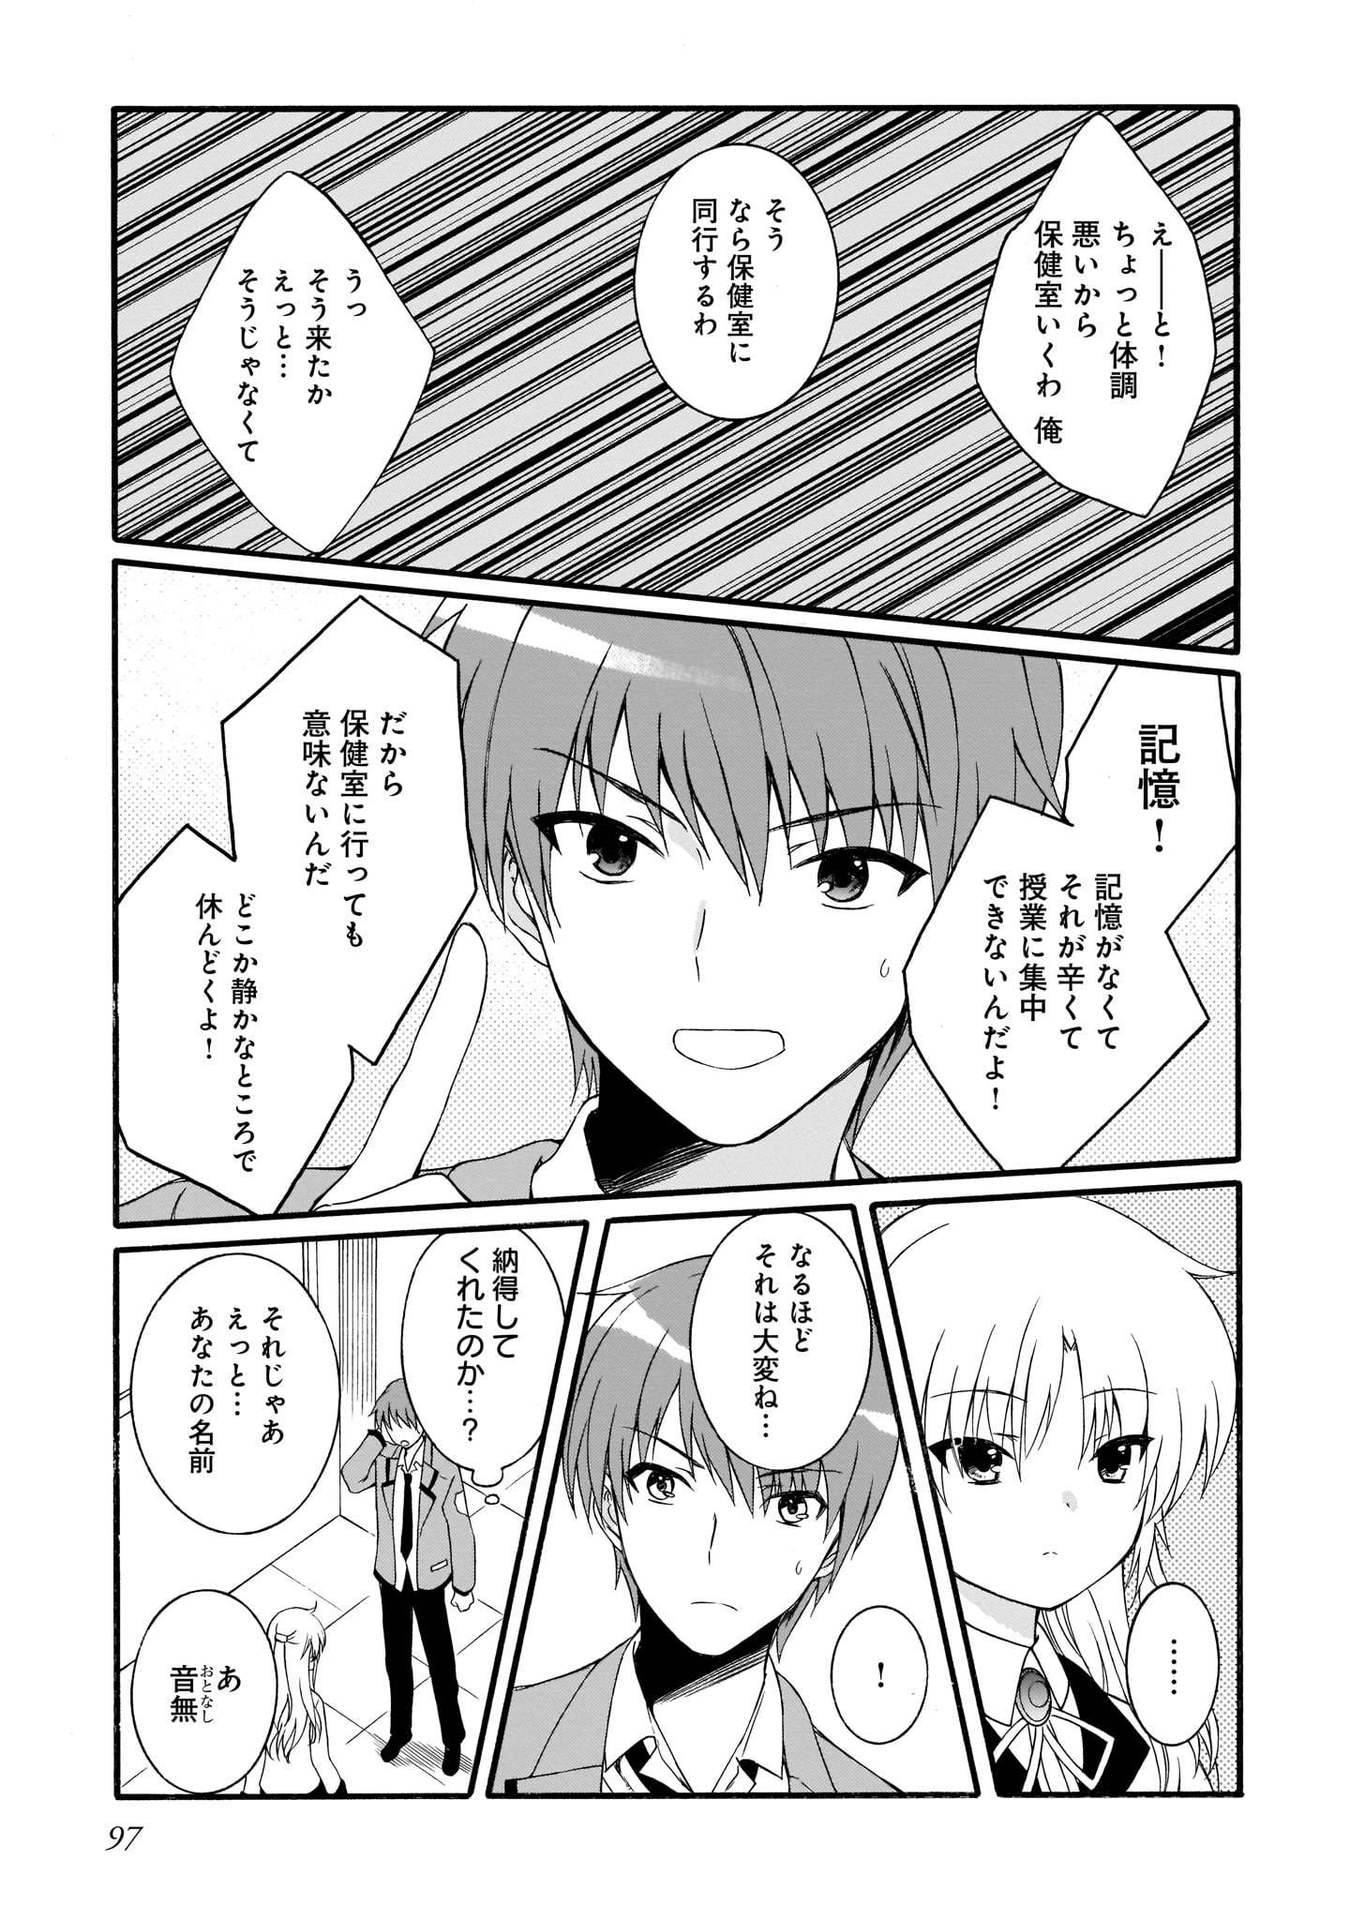 えーーと!
ちょっと体調
悪いから
保健室いくわ 俺
そう
なら保健室に
同行するわ
うっ
そう来たか
えっと…
そうじゃなくて
記憶!
記憶がなくて
それが辛くて
授業に集中
できないんだよ!
だから
保健室に行っても
意味ないんだ
どこか静かなところで
休んどくよ!
……
なるほど
それは大変ね…
!
納得して
くれたのか…?
それじゃあ
えっと…
あなたの名前
あ
音無
おとなし
97